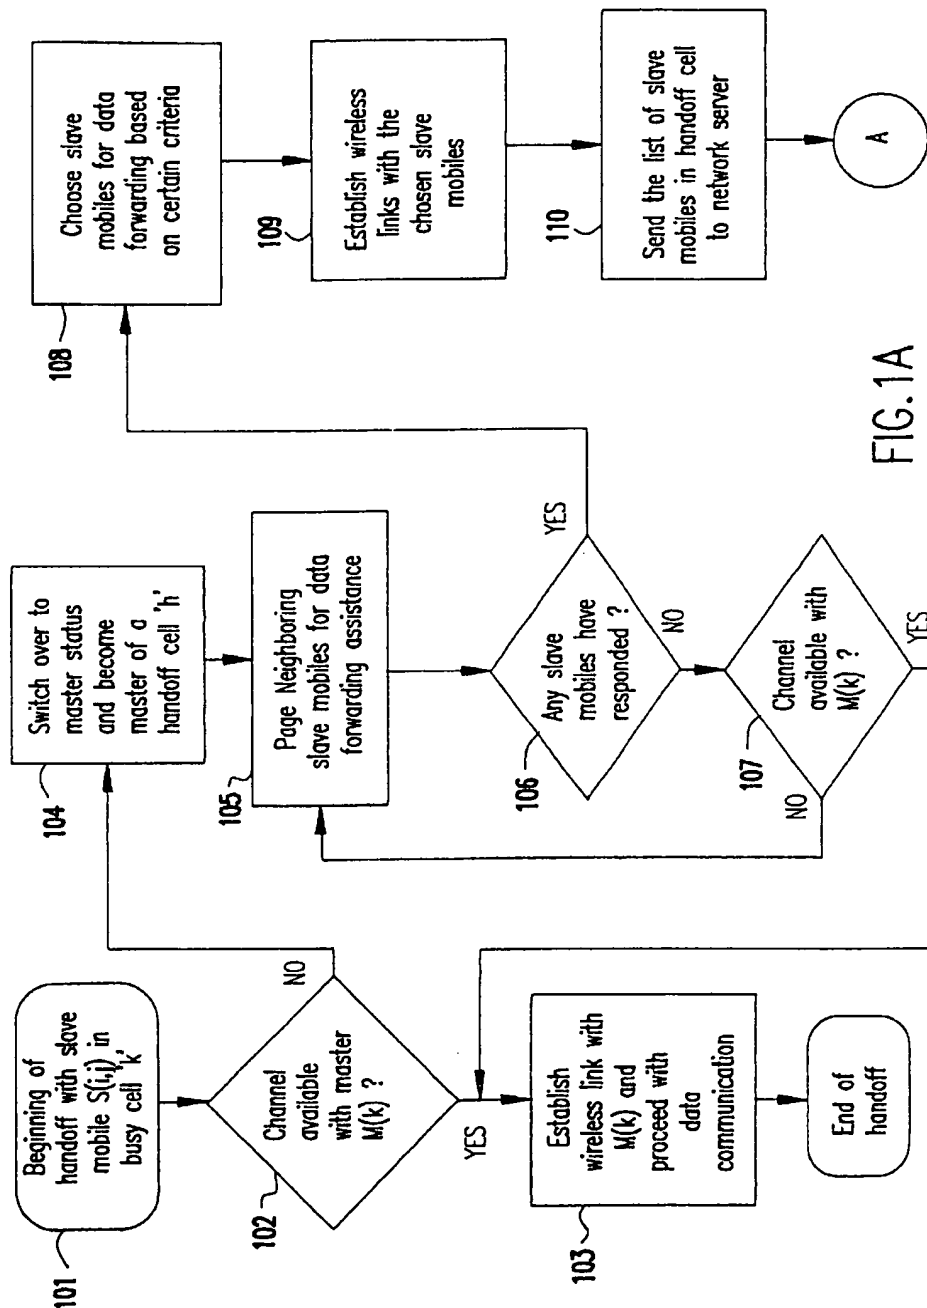 101
Beginning of
handoff with slave
mobile S(i,j) in
busy cell 'k'
102
Channel
available
with master
M(k) ?
NO
YES
103
Establish
wireless link with
M(k) and
proceed with
data
communication
End of
handoff
104
Switch over to
master status
and become
master of a
handoff cell 'h'
105
Page Neighboring
slave mobiles for data
forwarding assistance
106
Any slave
mobiles have
responded ?
YES
NO
107
Channel
available with
M(k) ?
NO
YES
108
Choose slave
mobiles for data
forwarding based
on certain criteria
109
Establish wireless
links with the
chosen slave
mobiles
110
Send the list of slave
mobiles in handoff cell
to network server
A
FIG.1A